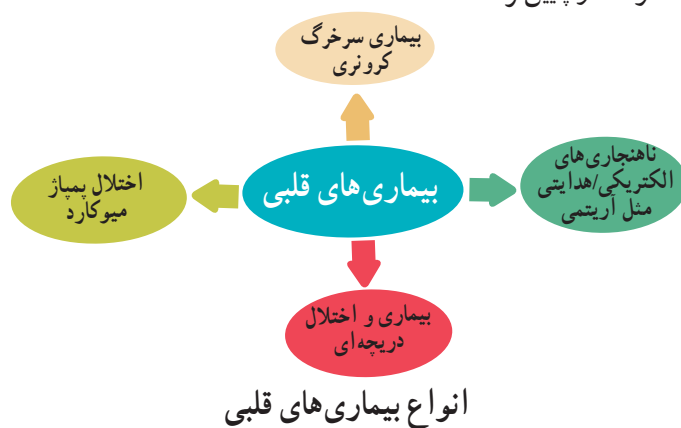 بیماری سرخرگ
کرونری
ناهنجاری‌های
الکتریکی/هدایتی
مثل آریتمی
بیماری‌های قلبی
اختلال پمپاژ
میوکارد
بیماری و اختلال
دریچه‌ای
انواع بیماری‌های قلبی